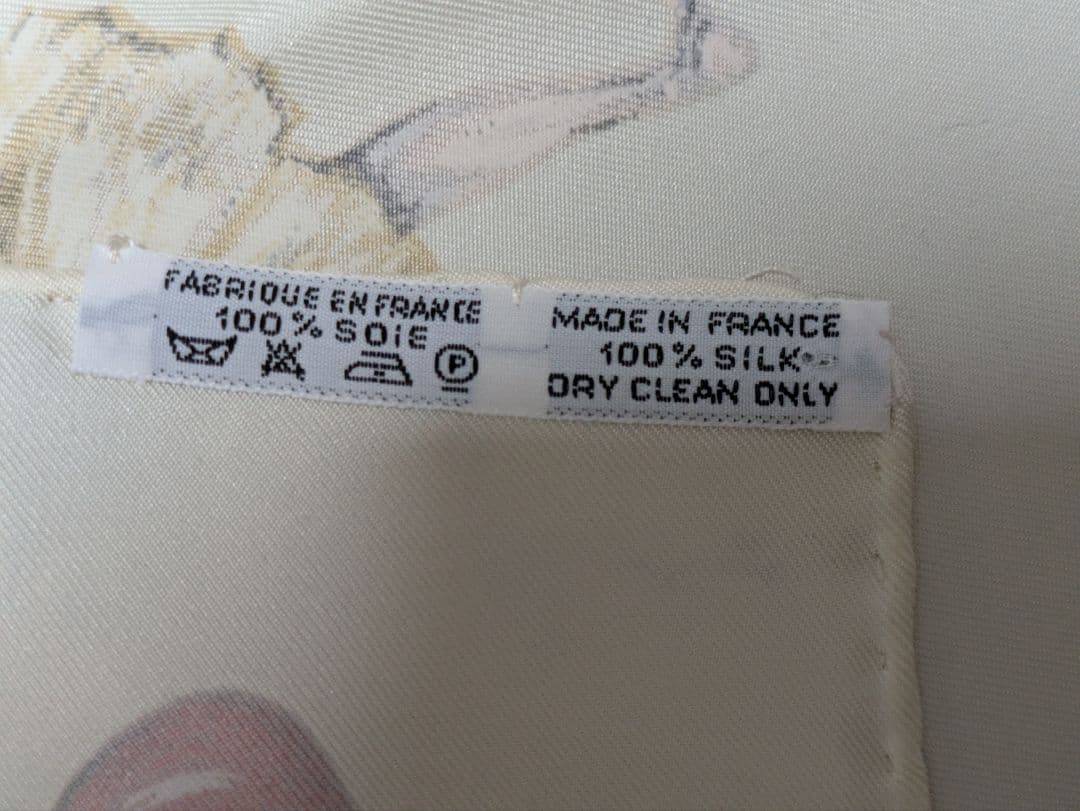 FABRIQUE EN FRANCE
100% SOIE
P
MADE IN FRANCE
100% SILK
DRY CLEAN ONLY